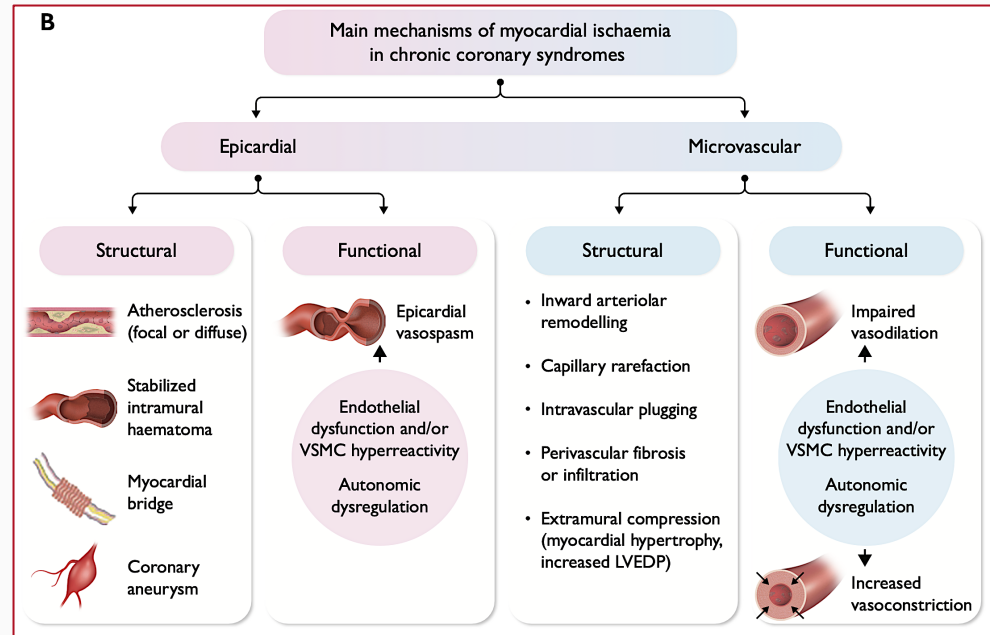 B
Main mechanisms of myocardial ischaemia
in chronic coronary syndromes
Epicardial
Microvascular
Structural
Atherosclerosis
(focal or diffuse)
Stabilized
intramural
haematoma
Myocardial
bridge
Coronary
aneurysm
Functional
Epicardial
vasospasm
Endothelial
dysfunction and/or
VSMC hyperreactivity
Autonomic
dysregulation
Structural
• Inward arteriolar
remodelling
• Capillary rarefaction
• Intravascular plugging
• Perivascular fibrosis
or infiltration
• Extramural compression
(myocardial hypertrophy,
increased LVEDP)
Functional
Impaired
vasodilation
Endothelial
dysfunction and/or
VSMC hyperreactivity
Autonomic
dysregulation
Increased
vasoconstriction